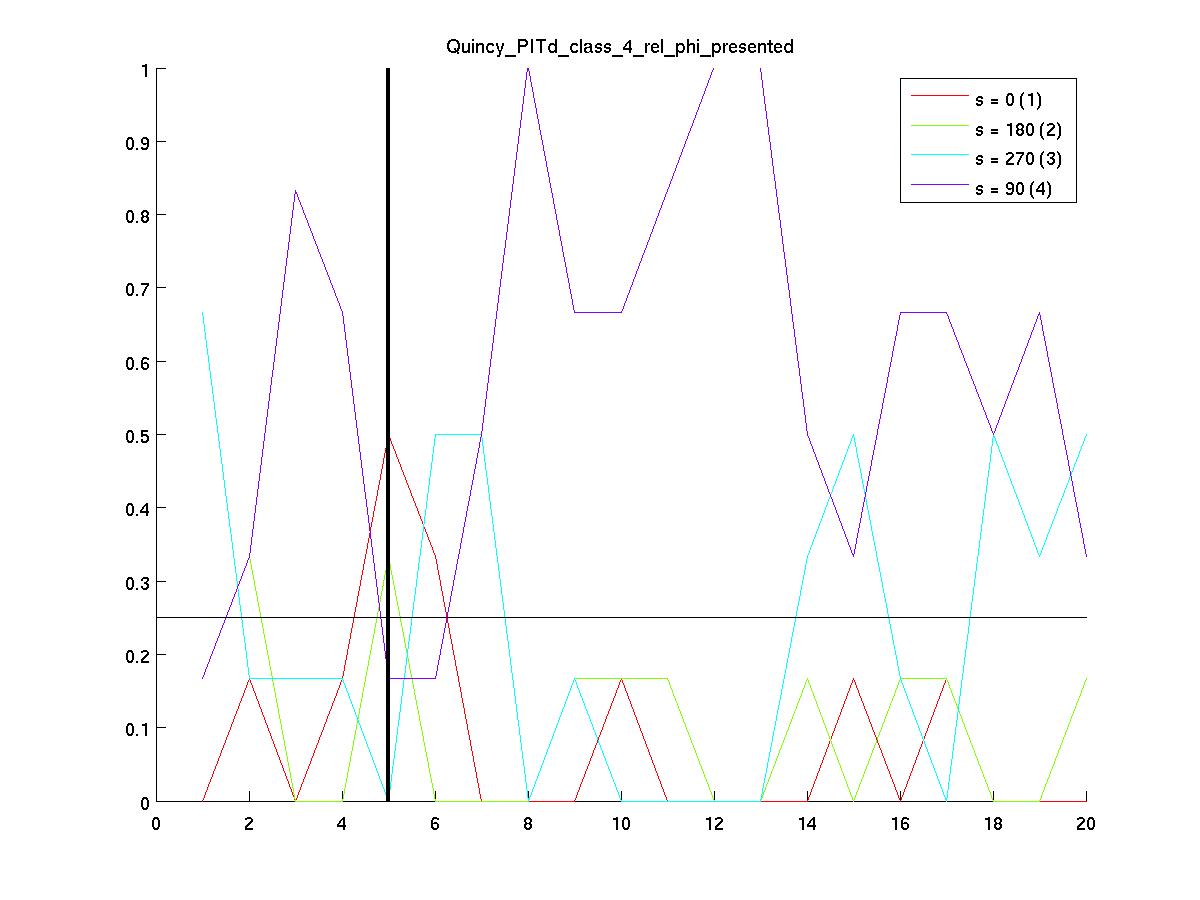 Quincy_PITd_class_4_rel_phi_presented
1
0.9
0.8
0.7
0.6
0.5
0.4
0.3
0.2
0.1
0
s = 0 (1)
s = 180 (2)
s = 270 (3)
s = 90 (4)
0 2 4 6 8 10 12 14 16 18 20